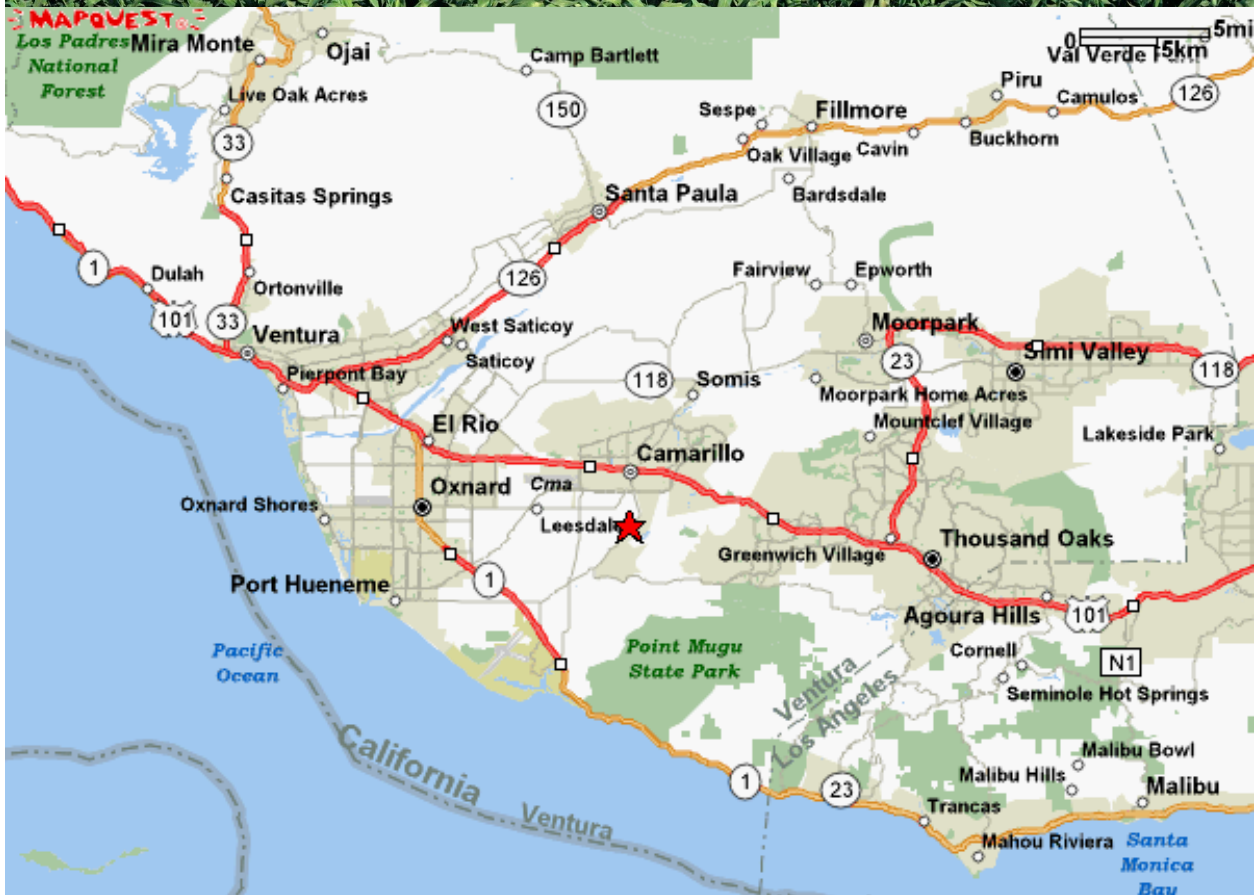 MAPQUEST
5mi
0
5km
Val Verde P
Los Padres
National
Forest
Mira Monte
Ojai
Camp Bartlett
Piru
126
Live Oak Acres
150
Sespe
Fillmore
Camulos
33
Oak Village
Cavin
Buckhorn
Casitas Springs
Santa Paula
Bardsdale
1
Dulah
Ortonville
126
Fairview
Epworth
101
33
Ventura
West Saticoy
Saticoy
Moorpark
23
Simi Valley
118
Pierpont Bay
118
Somis
Moorpark Home Acres
El Rio
Mountclef Village
Lakeside Park
Camarillo
Cma
Oxnard
Oxnard Shores
Leesdale
Greenwich Village
Thousand Oaks
Port Hueneme
1
Agoura Hills
101
Pacific
Ocean
Point Mugu
State Park
Cornell
N1
Seminole Hot Springs
Ventura
Los Angeles
California
Ventura
Malibu Bowl
Malibu Hills
Malibu
1
23
Trancas
Mahou Riviera
Santa
Monica
Bay